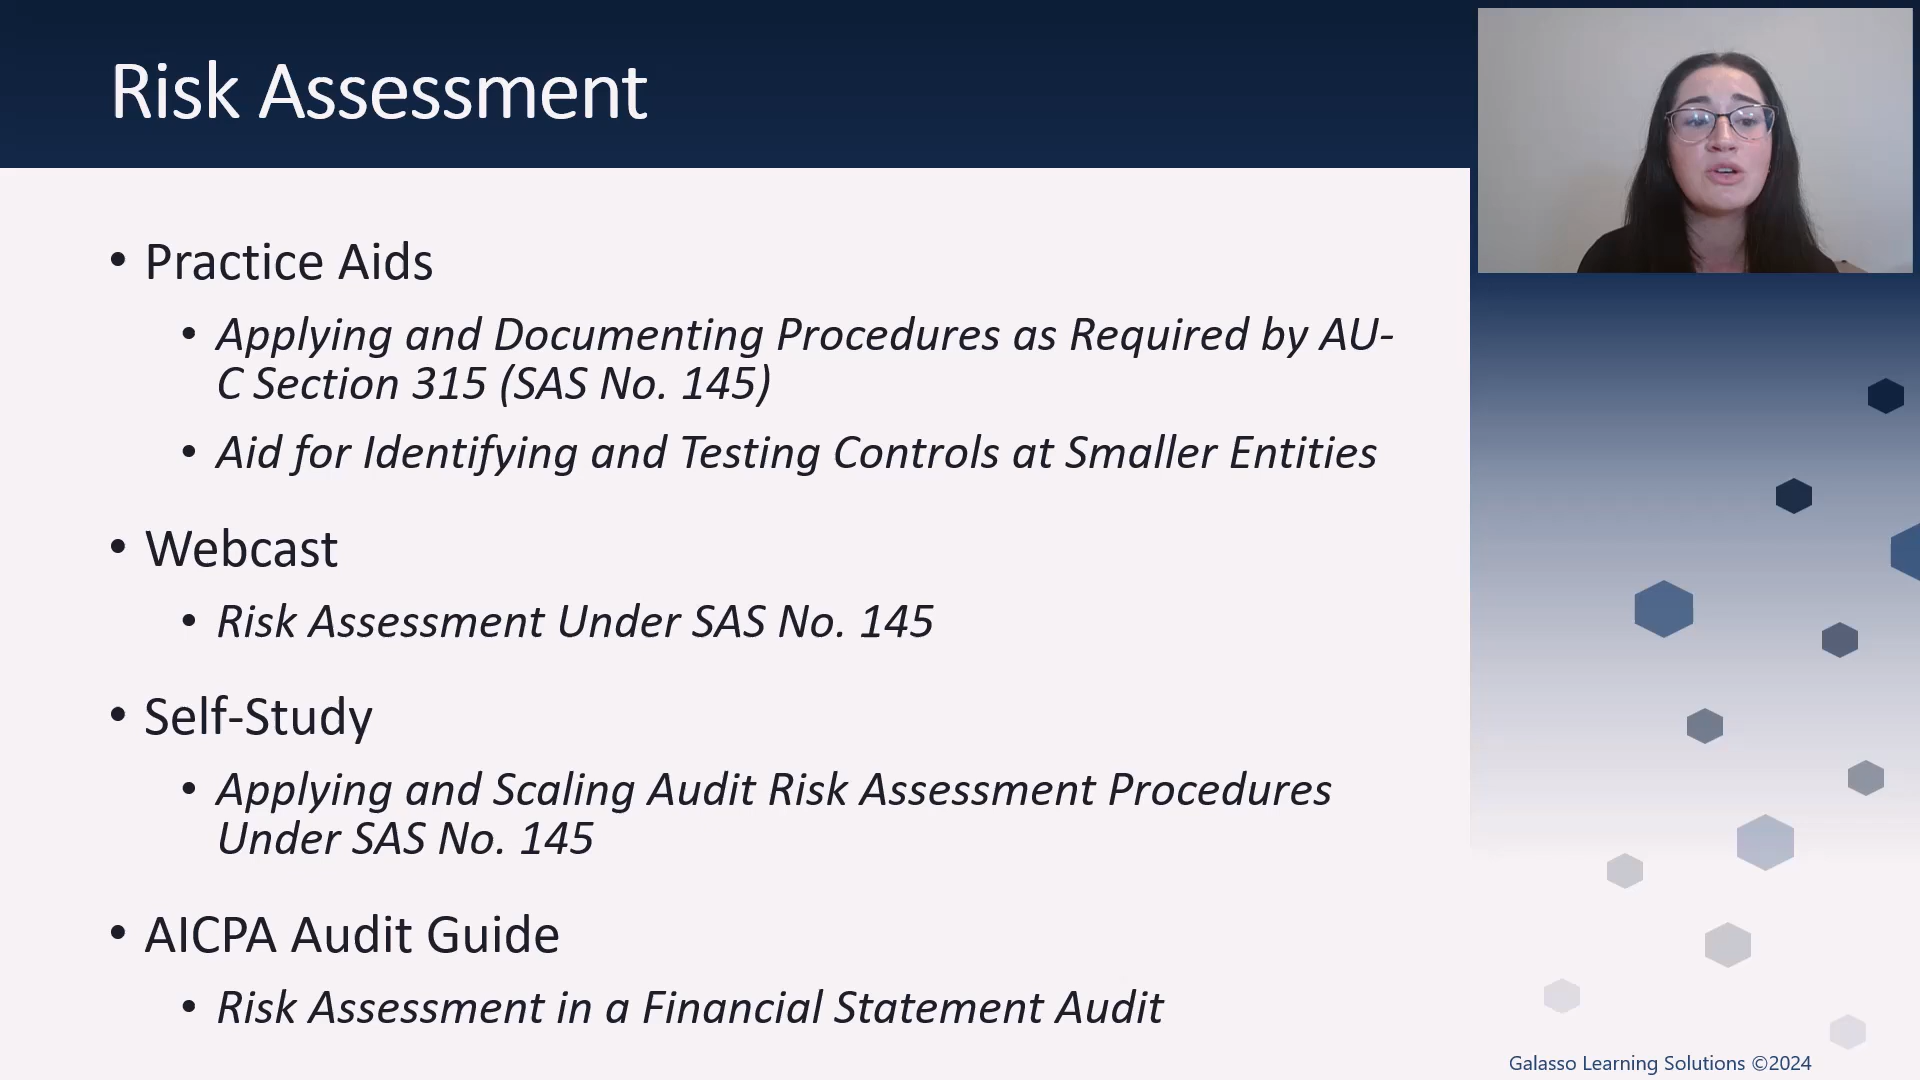 Risk Assessment
• Practice Aids
• Applying and Documenting Procedures as Required by AU-
C Section 315 (SAS No. 145)
• Aid for Identifying and Testing Controls at Smaller Entities
• Webcast
• Risk Assessment Under SAS No. 145
• Self-Study
• Applying and Scaling Audit Risk Assessment Procedures
Under SAS No. 145
• AICPA Audit Guide
• Risk Assessment in a Financial Statement Audit
Galasso Learning Solutions ©2024